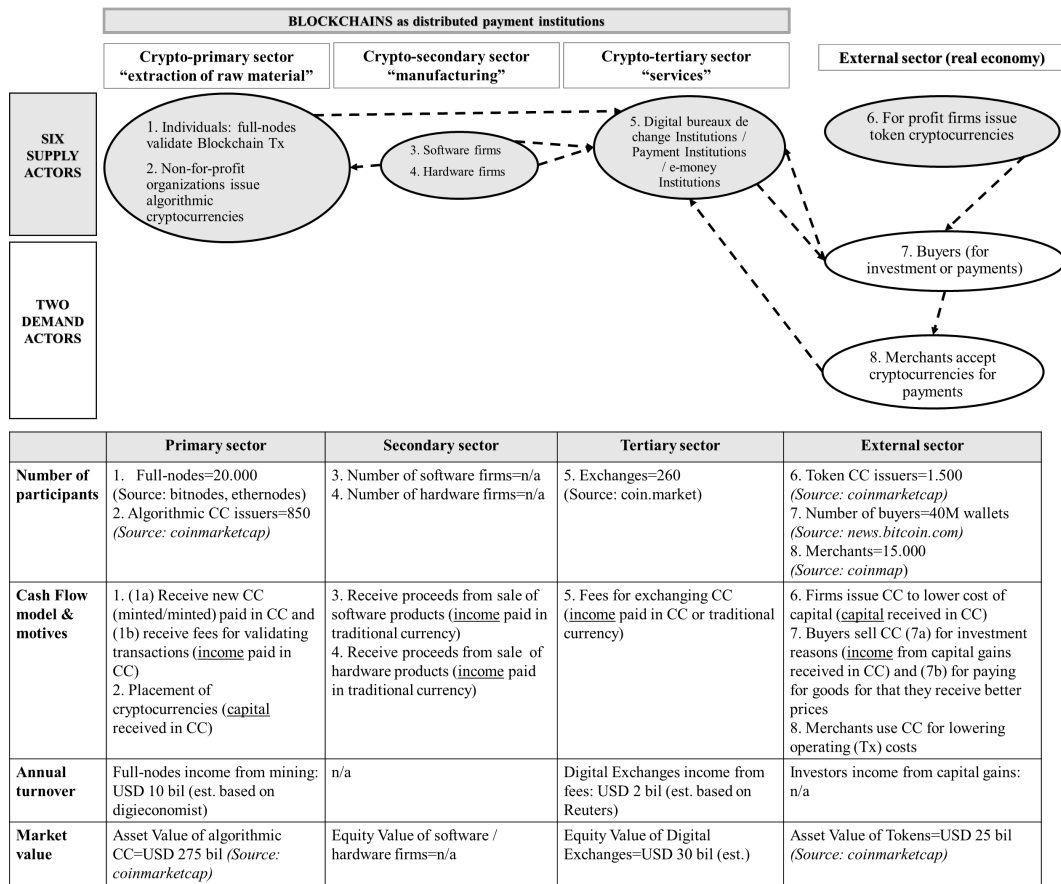 BLOCKCHAINS as distributed payment institutions
Crypto-primary sector
“extraction of raw material”
Crypto-secondary sector
“manufacturing”
Crypto-tertiary sector
“services”
External sector (real economy)
SIX
SUPPLY
ACTORS
1. Individuals: full-nodes
validate Blockchain Tx
2. Non-for-profit
organizations issue
algorithmic
cryptocurrencies
3. Software firms
4. Hardware firms
5. Digital bureaux de
change Institutions /
Payment Institutions
/ e-money
Institutions
6. For profit firms issue
token cryptocurrencies
TWO
DEMAND
ACTORS
7. Buyers (for
investment or payments)
8. Merchants accept
cryptocurrencies for
payments
Primary sector
Secondary sector
Tertiary sector
External sector
Number of
participants
1. Full-nodes=20.000
(Source: bitnodes, ethernodes)
2. Algorithmic CC issuers=850
(Source: coinmarketcap)
3. Number of software firms=n/a
4. Number of hardware firms=n/a
5. Exchanges=260
(Source: coin.market)
6. Token CC issuers=1.500
(Source: coinmarketcap)
7. Number of buyers=40M wallets
(Source: news.bitcoin.com)
8. Merchants=15.000
(Source: coinmap)
Cash Flow
model &
motives
1. (1a) Receive new CC
(minted/minted) paid in CC and
(1b) receive fees for validating
transactions (income paid in
CC)
2. Placement of
cryptocurrencies (capital
received in CC)
3. Receive proceeds from sale of
software products (income paid in
traditional currency)
4. Receive proceeds from sale of
hardware products (income paid
in traditional currency)
5. Fees for exchanging CC
(income paid in CC or traditional
currency)
6. Firms issue CC to lower cost of
capital (capital received in CC)
7. Buyers sell CC (7a) for investment
reasons (income from capital gains
received in CC) and (7b) for paying
for goods for that they receive better
prices
8. Merchants use CC for lowering
operating (Tx) costs
Annual
turnover
Full-nodes income from mining:
USD 10 bil (est. based on
digieconomist)
n/a
Digital Exchanges income from
fees: USD 2 bil (est. based on
Reuters)
Investors income from capital gains:
n/a
Market
value
Asset Value of algorithmic
CC=USD 275 bil (Source:
coinmarketcap)
Equity Value of software /
hardware firms=n/a
Equity Value of Digital
Exchanges=USD 30 bil (est.)
Asset Value of Tokens=USD 25 bil
(Source: coinmarketcap)